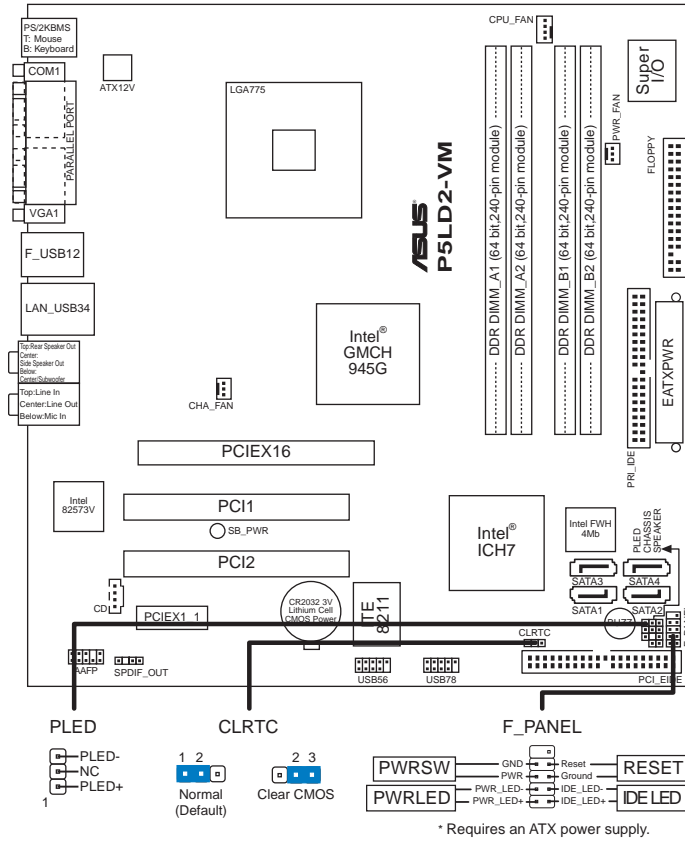 PS/2KBMS
T: Mouse
B: Keyboard
COM1
PARALLEL PORT
VGA1
F_USB12
LAN_USB34
Top:Rear Speaker Out
Center:
Side Speaker Out
Below:
Center/Subwoofer
Top:Line In
Center:Line Out
Below:Mic In
ATX12V
LGA775
CPU_FAN
Super
I/O
PWR_FAN
FLOPPY
ASUS
P5LD2-VM
DDR DIMM_A1 (64 bit,240-pin module)
DDR DIMM_A2 (64 bit,240-pin module)
DDR DIMM_B1 (64 bit,240-pin module)
DDR DIMM_B2 (64 bit,240-pin module)
Intel®
GMCH
945G
CHA_FAN
EATXPWR
PRI_IDE
PCIEX16
Intel
82573V
PCI1
SB_PWR
PCI2
Intel®
ICH7
Intel FWH
4Mb
PLED
CHASSIS
SPEAKER
SATA3
SATA4
SATA1
SATA2
CD
PCIEX1_1
CR2032 3V
Lithium Cell
CMOS Power
ITE
8211
BUZZ
CLRTC
PCI_EIDE
AAFP
SPDIF_OUT
USB56
USB78
PLED
PLED-
NC
PLED+
1
CLRTC
1 2
Normal
(Default)
2 3
Clear CMOS
F_PANEL
PWRSW
GND
PWR
Reset
Ground
RESET
PWRLED
PWR_LED-
PWR_LED+
IDE_LED-
IDE_LED+
IDE LED
* Requires an ATX power supply.